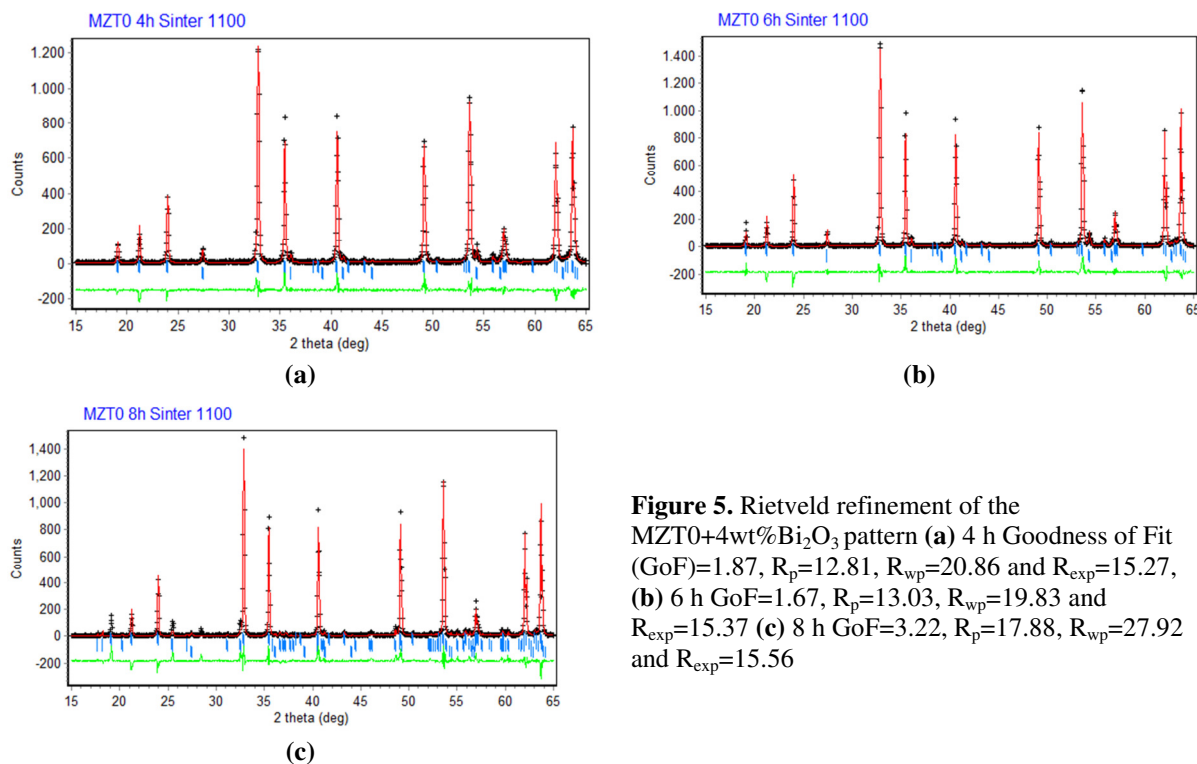 MZT0 4h Sinter 1100
1.200
1.000
800
600
400
200
0
-200
Counts
15 20 25 30 35 40 45 50 55 60 65
2 theta (deg)
(a)
MZT0 6h Sinter 1100
1.400
1.200
1.000
800
600
400
200
0
-200
Counts
15 20 25 30 35 40 45 50 55 60 65
2 theta (deg)
(b)
MZT0 8h Sinter 1100
1,400
1,200
1,000
800
600
400
200
0
-200
Counts
15 20 25 30 35 40 45 50 55 60 65
2 theta (deg)
(c)
Figure 5. Rietveld refinement of the
MZT0+4wt%Bi₂O₃ pattern (a) 4 h Goodness of Fit
(GoF)=1.87, Rₚ=12.81, R_wp=20.86 and R_exp=15.27,
(b) 6 h GoF=1.67, Rₚ=13.03, R_wp=19.83 and
R_exp=15.37 (c) 8 h GoF=3.22, Rₚ=17.88, R_wp=27.92
and R_exp=15.56